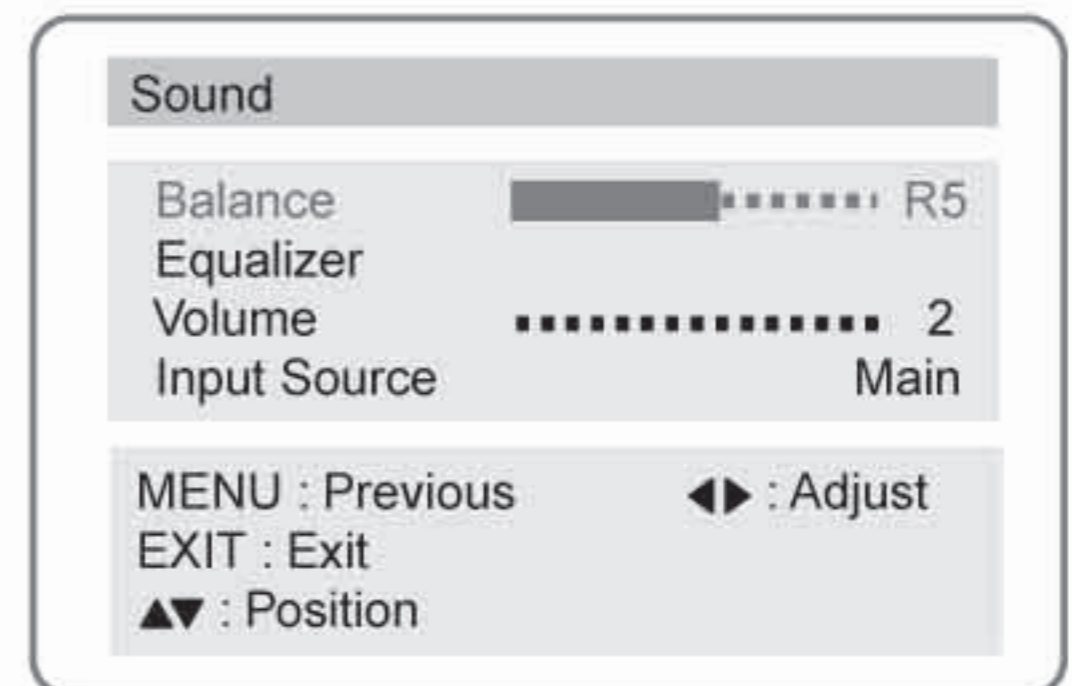 Sound
Balance R5
Equalizer
Volume 2
Input Source Main
MENU : Previous ◀▶ : Adjust
EXIT : Exit
▲▼ : Position